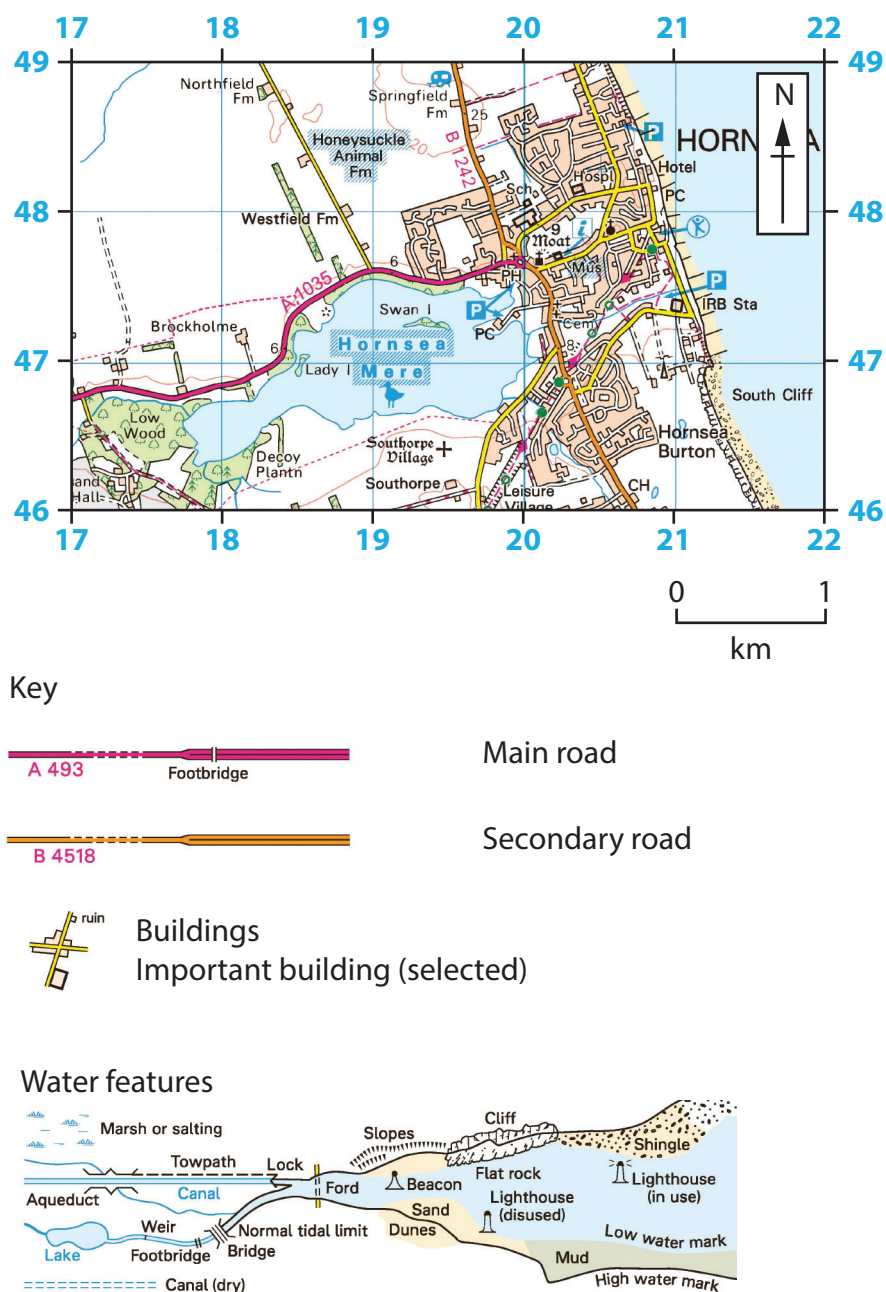 17 18 19 20 21 22
49 49
Northfield
Fm
Springfield
Fm
25
20
N
P
HORN A
Honeysuckle
Animal
Fm
B 1242
Hotel
Hospl
PC
Sch
Westfield Fm
48 48
9
i
Moat
Mus
6
PH
P
A 1035
IRB Sta
Swan I
P
PC
Cemy
Brockholme
Hornsea
Mere
8
47 47
6
Lady I
South Cliff
Low
Wood
Hornsea
Burton
Southorpe
Village
Decoy
Plantn
Southorpe
and
Hall
Leisure
Village
CH
46 46
17 18 19 20 21 22
0 1
km
Key
A 493
Footbridge
Main road
B 4518
Secondary road
ruin
Buildings
Important building (selected)
Water features
Marsh or salting
Slopes
Cliff
Shingle
Towpath
Lock
Flat rock
Aqueduct
Canal
Ford
Beacon
Lighthouse
(in use)
Lighthouse
(disused)
Weir
Normal tidal limit
Sand
Dunes
Low water mark
Lake
Footbridge
Bridge
Mud
Canal (dry)
High water mark